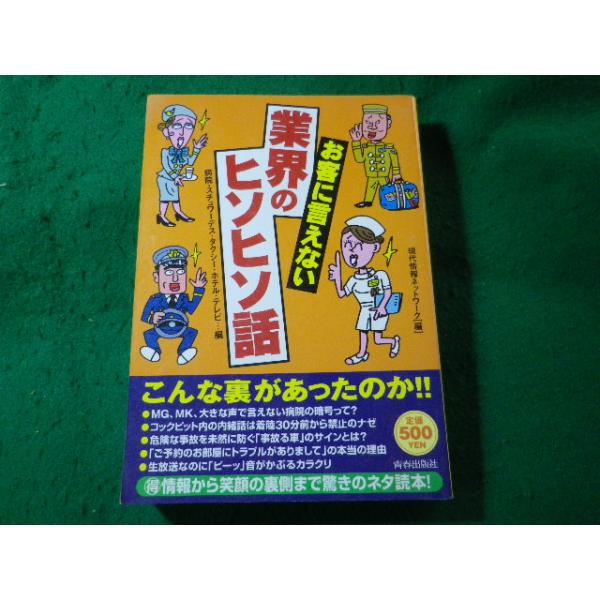 お客に言えない
業界の
ヒソヒソ話
病院・スチュワーデス・タクシー・ホテル・テレビ…編
現代情報ネットワーク[編]
こんな裏があったのか!!
●MG、MK、大きな声で言えない病院の暗号って?
●コックピット内の内緒話は着陸30分前から禁止のナゼ
●危険な事故を未然に防ぐ「事故る車」のサインとは?
●「ご予約のお部屋にトラブルがありまして」の本当の理由
●生放送なのに「ピーッ」音がかぶるカラクリ
定価
500
YEN
青春出版社
得情報から笑顔の裏側まで驚きのネタ読本!